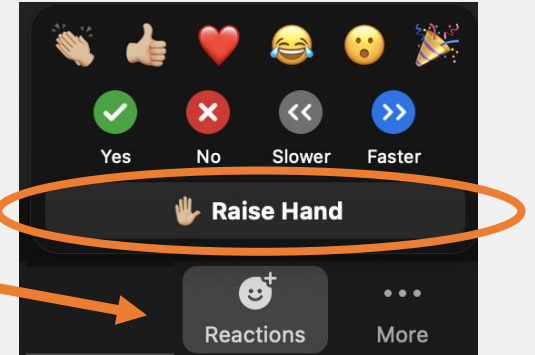 Yes No Slower Faster
Raise Hand
Reactions More